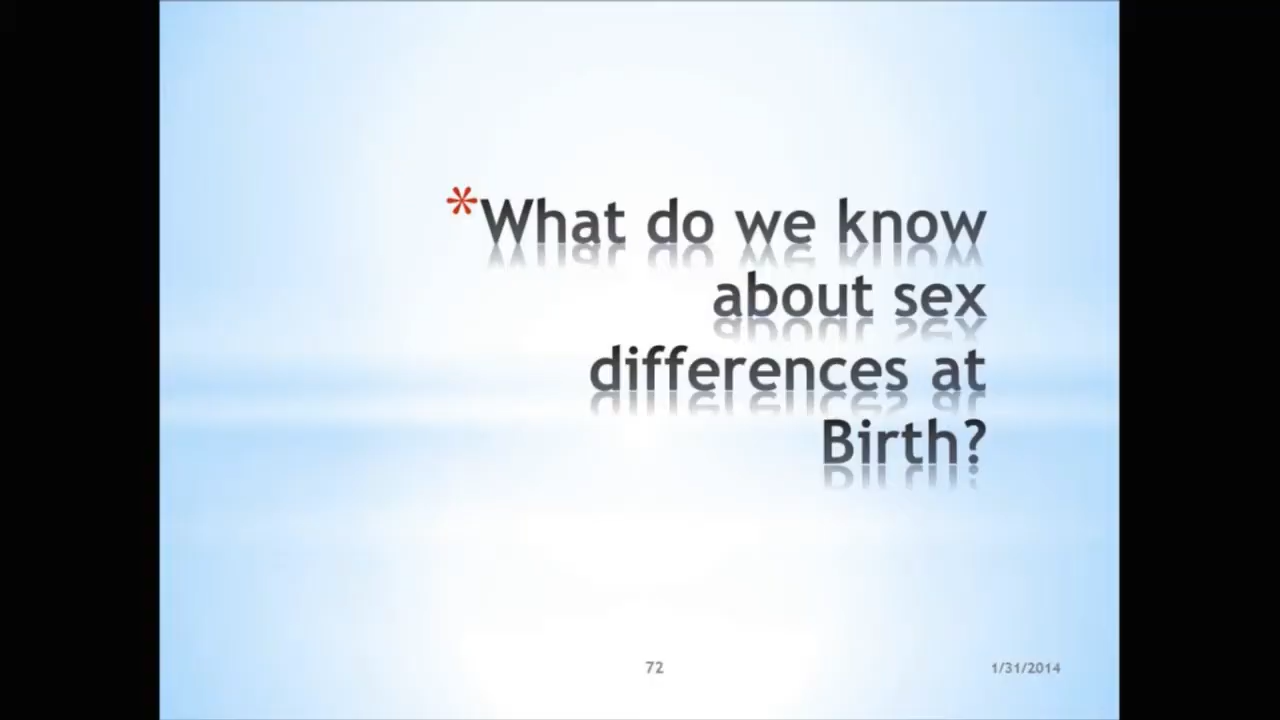 *What do we know
about sex
differences at
Birth?
72
1/31/2014